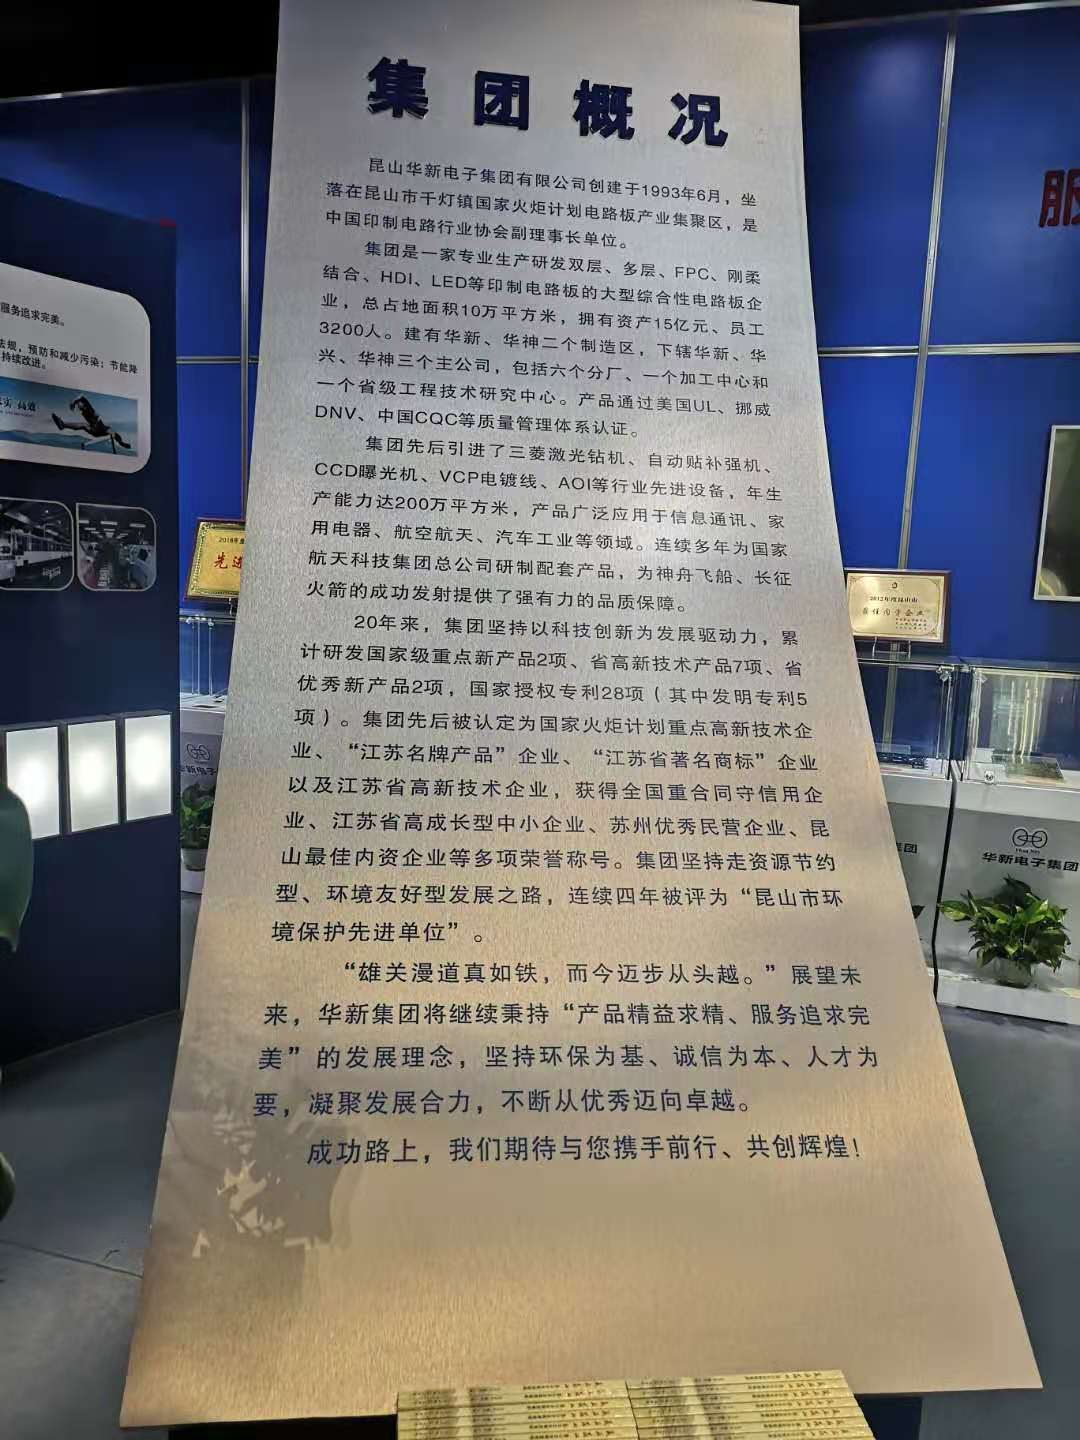 集团概况
昆山华新电子集团有限公司创建于1993年6月，坐
落在昆山市千灯镇国家火炬计划电路板产业集聚区，是
中国印制电路行业协会副理事长单位。
集团是一家专业生产研发双层、多层、FPC、刚柔
结合、HDI、LED等印制电路板的大型综合性电路板企
业，总占地面积10万平方米，拥有资产15亿元、员工
3200人。建有华新、华神二个制造区，下辖华新、华
兴、华神三个主公司，包括六个分厂、一个加工中心和
一个省级工程技术研究中心。产品通过美国UL、挪威
DNV、中国CQC等质量管理体系认证。
集团先后引进了三菱激光钻机、自动贴补强机、
CCD曝光机、VCP电镀线、AOI等行业先进设备，年生
产能力达200万平方米，产品广泛应用于信息通讯、家
用电器、航空航天、汽车工业等领域。连续多年为国家
航天科技集团总公司研制配套产品，为神舟飞船、长征
火箭的成功发射提供了强有力的品质保障。
20年来，集团坚持以科技创新为发展驱动力，累
计研发国家级重点新产品2项、省高新技术产品7项、省
优秀新产品2项，国家授权专利28项（其中发明专利5
项）。集团先后被认定为国家火炬计划重点高新技术企
业、“江苏名牌产品”企业、“江苏省著名商标”企业
以及江苏省高新技术企业，获得全国重合同守信用企
业、江苏省高成长型中小企业、苏州优秀民营企业、昆
山最佳内资企业等多项荣誉称号。集团坚持走资源节约
型、环境友好型发展之路，连续四年被评为“昆山市环
境保护先进单位”。
“雄关漫道真如铁，而今迈步从头越。”展望未
来，华新集团将继续秉持“产品精益求精、服务追求完
美”的发展理念，坚持环保为基、诚信为本、人才为
要，凝聚发展合力，不断从优秀迈向卓越。
成功路上，我们期待与您携手前行、共创辉煌！
服务追求完美。
法规，预防和减少污染；节能降
持续改进。
高效
2018年度
先进
服
2012年度昆山市
最佳内资企业
华新电子
集团
华新电子集团